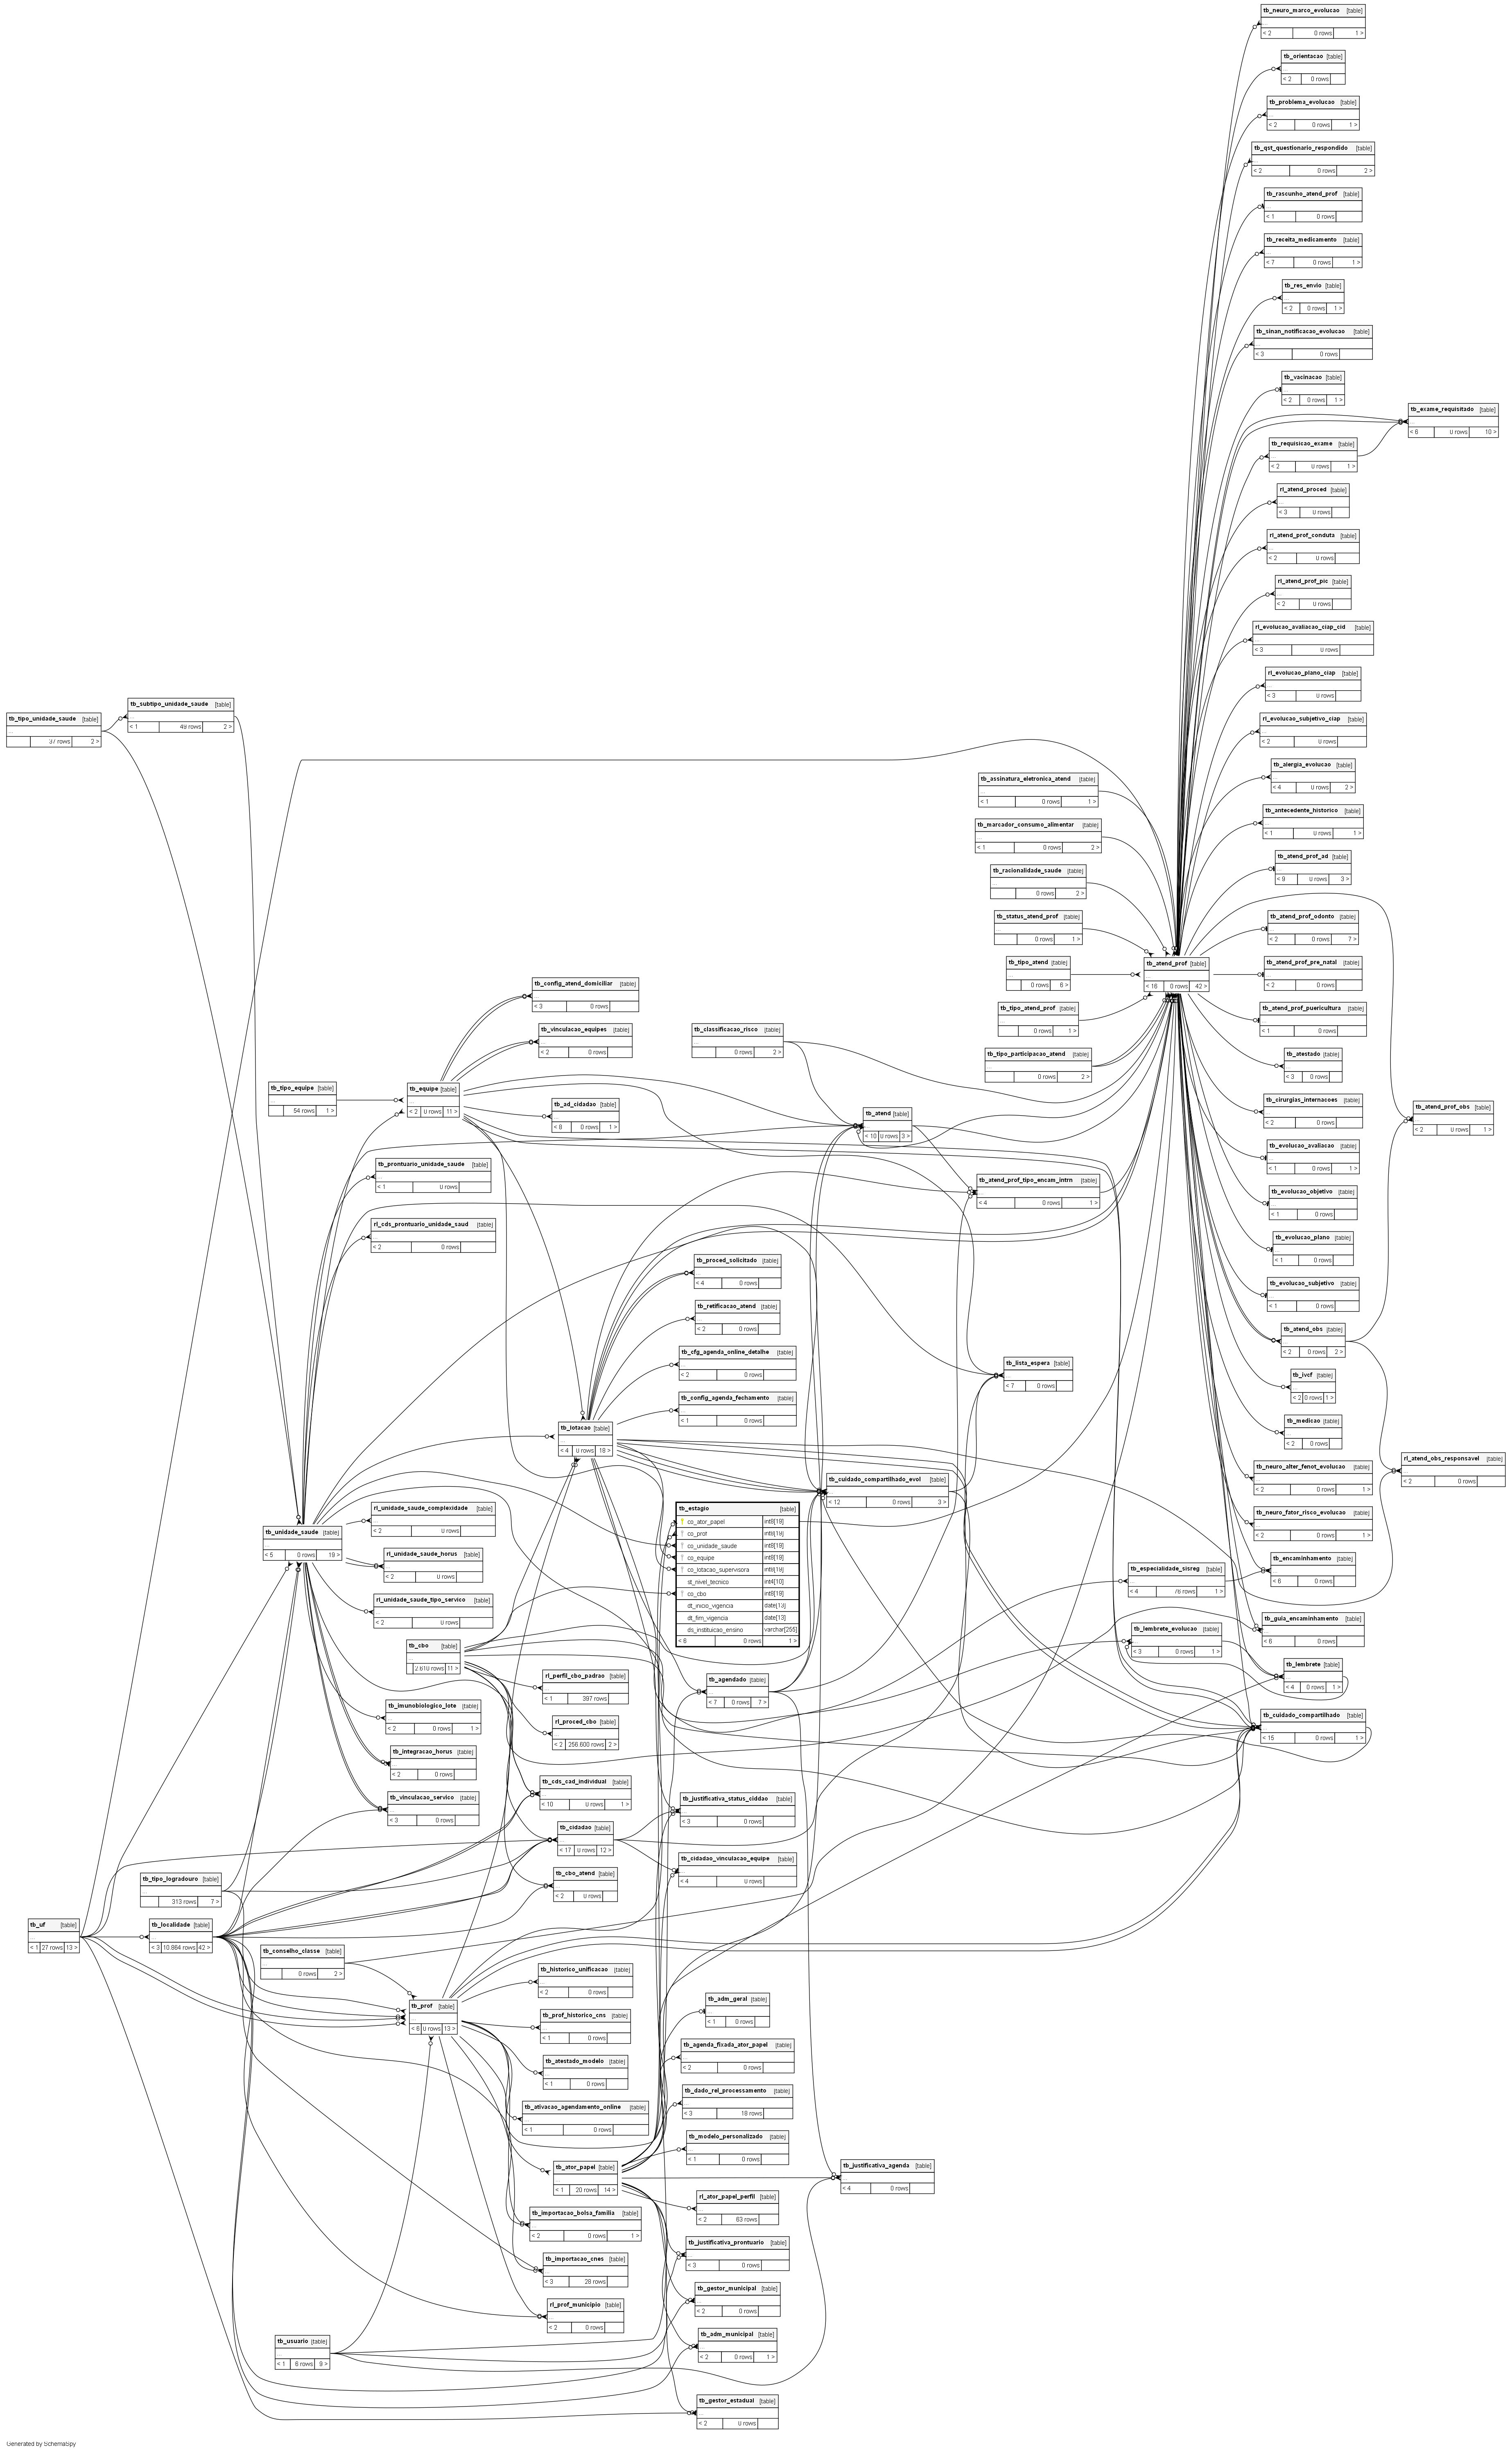 tb_neuro_marco_evolucao [table]
...
< 2 0 rows 1 >
tb_orientacao [table]
...
< 2 0 rows
tb_problema_evolucao [table]
...
< 2 0 rows 1 >
tb_qst_questionario_respondido [table]
...
< 2 0 rows 2 >
tb_rascunho_atend_prof [table]
...
< 1 0 rows
tb_receita_medicamento [table]
...
< 7 0 rows 1 >
tb_res_envio [table]
...
< 2 0 rows 1 >
tb_sinan_notificacao_evolucao [table]
...
< 3 0 rows
tb_vacinacao [table]
...
< 2 0 rows 1 >
tb_exame_requisitado [table]
...
< 6 0 rows 10 >
tb_requisicao_exame [table]
...
< 2 0 rows 1 >
rl_atend_proced [table]
...
< 3 0 rows
rl_atend_prof_conduta [table]
...
< 2 0 rows
rl_atend_prof_pic [table]
...
< 2 0 rows
rl_evolucao_avaliacao_ciap_cid [table]
...
< 3 0 rows
rl_evolucao_plano_ciap [table]
...
< 3 0 rows
tb_subtipo_unidade_saude [table]
...
< 1 49 rows 2 >
tb_tipo_unidade_saude [table]
...
37 rows 2 >
rl_evolucao_subjetivo_ciap [table]
...
< 2 0 rows
tb_alergia_evolucao [table]
...
< 4 0 rows 2 >
tb_assinatura_eletronica_atend [table]
...
< 1 0 rows 1 >
tb_antecedente_historico [table]
...
< 1 0 rows 1 >
tb_marcador_consumo_alimentar [table]
...
< 1 0 rows 2 >
tb_atend_prof_ad [table]
...
< 9 0 rows 3 >
tb_racionalidade_saude [table]
...
0 rows 2 >
tb_status_atend_prof [table]
...
0 rows 1 >
tb_atend_prof_odonto [table]
...
< 2 0 rows 7 >
tb_tipo_atend [table]
...
0 rows 6 >
tb_atend_prof [table]
...
< 16 0 rows 42 >
tb_atend_prof_pre_natal [table]
...
< 2 0 rows
tb_config_atend_domiciliar [table]
...
< 3 0 rows
tb_tipo_atend_prof [table]
...
0 rows 1 >
tb_atend_prof_puericultura [table]
...
< 1 0 rows
tb_vinculacao_equipes [table]
...
< 2 0 rows
tb_classificacao_risco [table]
...
0 rows 2 >
tb_tipo_participacao_atend [table]
...
0 rows 2 >
tb_atestado [table]
...
< 3 0 rows
tb_tipo_equipe [table]
...
54 rows 1 >
tb_equipe [table]
...
< 2 0 rows 11 >
tb_ad_cidadao [table]
...
< 8 0 rows 1 >
tb_atend [table]
...
< 10 0 rows 3 >
tb_cirurgias_internacoes [table]
...
< 2 0 rows
tb_atend_prof_obs [table]
...
< 2 0 rows 1 >
tb_evolucao_avaliacao [table]
...
< 1 0 rows 1 >
tb_prontuario_unidade_saude [table]
...
< 1 0 rows
tb_atend_prof_tipo_encam_intrn [table]
...
< 4 0 rows 1 >
tb_evolucao_objetivo [table]
...
< 1 0 rows
rl_cds_prontuario_unidade_saud [table]
...
< 2 0 rows
tb_evolucao_plano [table]
...
< 1 0 rows
tb_proced_solicitado [table]
...
< 4 0 rows
tb_evolucao_subjetivo [table]
...
< 1 0 rows
tb_retificacao_atend [table]
...
< 2 0 rows
tb_atend_obs [table]
...
< 2 0 rows 2 >
tb_cfg_agenda_online_detalhe [table]
...
< 2 0 rows
tb_lista_espera [table]
...
< 7 0 rows
tb_ivcf [table]
...
< 2 0 rows 1 >
tb_config_agenda_fechamento [table]
...
< 1 0 rows
tb_lotacao [table]
...
< 4 0 rows 18 >
tb_medicao [table]
...
< 2 0 rows
tb_cuidado_compartilhado_evol [table]
...
< 12 0 rows 3 >
tb_neuro_alter_fenot_evolucao [table]
...
< 2 0 rows 1 >
rl_atend_obs_responsavel [table]
...
< 2 0 rows
tb_estagio [table]
co_ator_papel int8[19]
co_prof int8[19]
co_unidade_saude int8[19]
co_equipe int8[19]
co_lotacao_supervisora int8[19]
st_nivel_tecnico int4[10]
co_cbo int8[19]
dt_inicio_vigencia date[13]
dt_fim_vigencia date[13]
ds_instituicao_ensino varchar[255]
< 6 0 rows 1 >
rl_unidade_saude_complexidade [table]
...
< 2 0 rows
tb_neuro_fator_risco_evolucao [table]
...
< 2 0 rows 1 >
tb_unidade_saude [table]
...
< 5 0 rows 19 >
rl_unidade_saude_horus [table]
...
< 2 0 rows
tb_especialidade_sisreg [table]
...
< 4 76 rows 1 >
tb_encaminhamento [table]
...
< 6 0 rows
rl_unidade_saude_tipo_servico [table]
...
< 2 0 rows
tb_lembrete_evolucao [table]
...
< 3 0 rows 1 >
tb_guia_encaminhamento [table]
...
< 6 0 rows
tb_cbo [table]
...
2.610 rows 11 >
rl_perfil_cbo_padrao [table]
...
< 1 397 rows
tb_agendado [table]
...
< 7 0 rows 7 >
tb_lembrete [table]
...
< 4 0 rows 1 >
tb_imunobiologico_lote [table]
...
< 2 0 rows 1 >
rl_proced_cbo [table]
...
< 2 256.600 rows 2 >
tb_cuidado_compartilhado [table]
...
< 15 0 rows 1 >
tb_integracao_horus [table]
...
< 2 0 rows
tb_cds_cad_individual [table]
...
< 10 0 rows 1 >
tb_vinculacao_servico [table]
...
< 3 0 rows
tb_justificativa_status_ciddao [table]
...
< 3 0 rows
tb_cidadao [table]
...
< 17 0 rows 12 >
tb_cidadao_vinculacao_equipe [table]
...
< 4 0 rows
tb_tipo_logradouro [table]
...
313 rows 7 >
tb_cbo_atend [table]
...
< 2 0 rows
tb_uf [table]
...
< 1 27 rows 13 >
tb_localidade [table]
...
< 3 10.864 rows 42 >
tb_conselho_classe [table]
...
0 rows 2 >
tb_historico_unificacao [table]
...
< 2 0 rows
tb_prof [table]
...
< 6 0 rows 13 >
tb_adm_geral [table]
...
< 1 0 rows
tb_prof_historico_cns [table]
...
< 1 0 rows
tb_agenda_fixada_ator_papel [table]
...
< 2 0 rows
tb_atestado_modelo [table]
...
< 1 0 rows
tb_dado_rel_processamento [table]
...
< 3 18 rows
tb_ativacao_agendamento_online [table]
...
< 1 0 rows
tb_modelo_personalizado [table]
...
< 1 0 rows
tb_ator_papel [table]
...
< 1 20 rows 14 >
tb_justificativa_agenda [table]
...
< 4 0 rows
rl_ator_papel_perfil [table]
...
< 2 63 rows
tb_importacao_bolsa_familia [table]
...
< 2 0 rows 1 >
tb_justificativa_prontuario [table]
...
< 3 0 rows
tb_importacao_cnes [table]
...
< 3 28 rows
tb_gestor_municipal [table]
...
< 2 0 rows
rl_prof_municipio [table]
...
< 2 0 rows
tb_usuario [table]
...
< 1 6 rows 9 >
tb_adm_municipal [table]
...
< 2 0 rows 1 >
tb_gestor_estadual [table]
...
< 2 0 rows
Generated by SchemaSpy